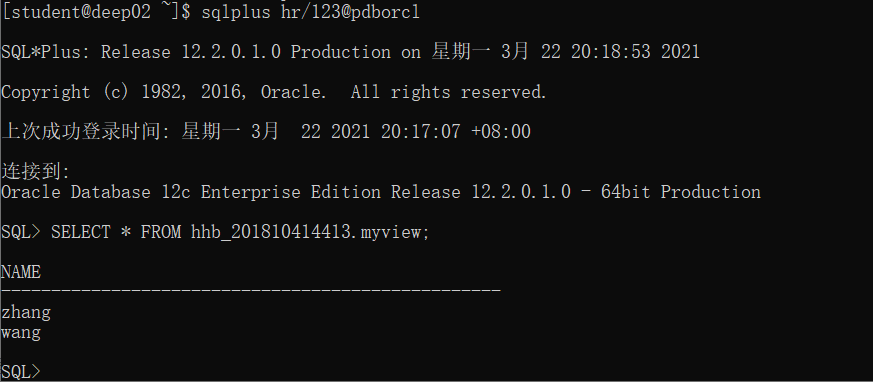 [student@deep02 ~]$ sqlplus hr/123@pdborcl
SQL*Plus: Release 12.2.0.1.0 Production on 星期一 3月 22 20:18:53 2021
Copyright (c) 1982, 2016, Oracle.  All rights reserved.
上次成功登录时间: 星期一 3月  22 2021 20:17:07 +08:00
连接到:
Oracle Database 12c Enterprise Edition Release 12.2.0.1.0 - 64bit Production
SQL> SELECT * FROM hhb_201810414413.myview;
NAME
--------------------------------------------------
zhang
wang
SQL>